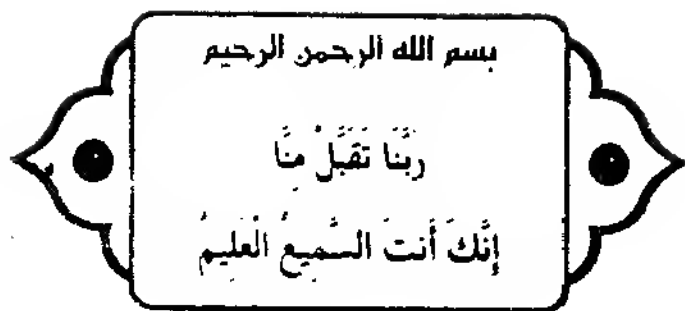 بسم الله الرحمن الرحيم
رَبَّنَا تَقَبَّلْ مِنَّا
إِنَّكَ أَنتَ السَّمِيعُ الْعَلِيمُ